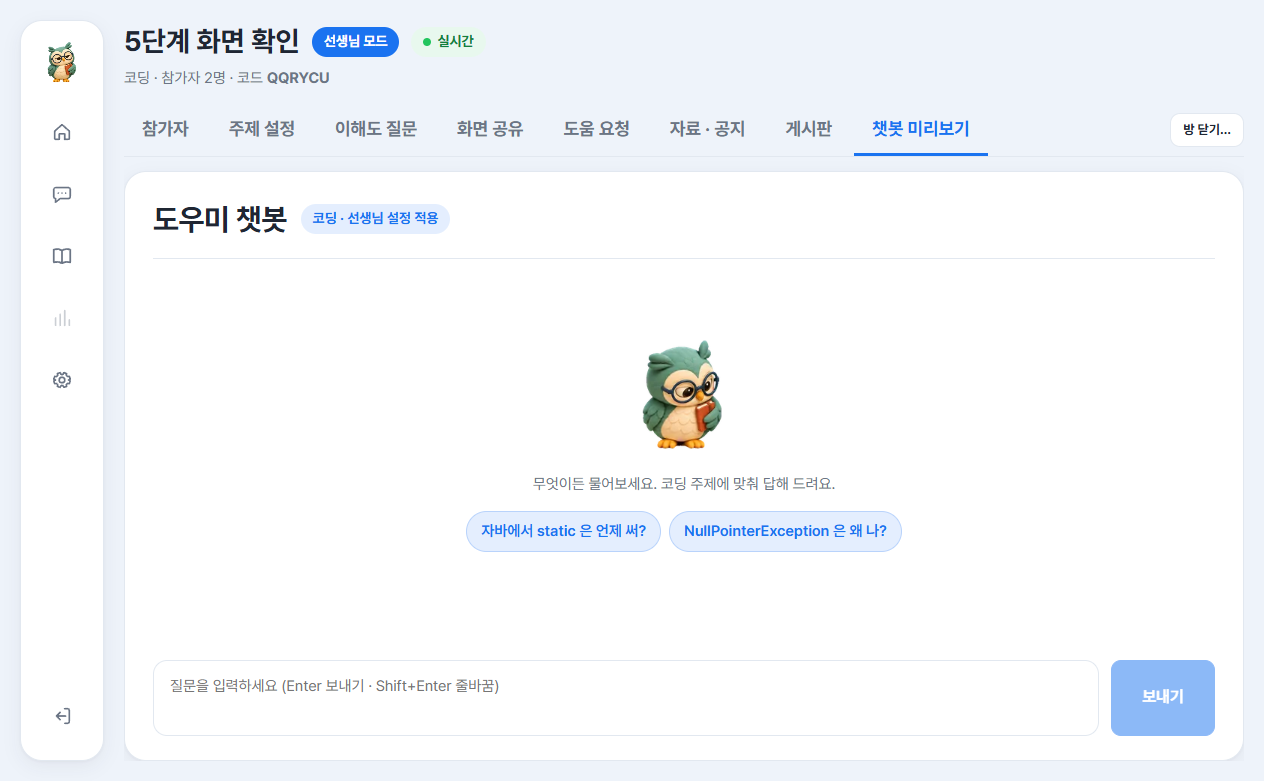 5단계 화면 확인 선생님 모드 실시간
코딩 · 참가자 2명 · 코드 QQRYCU
참가자 주제 설정 이해도 질문 화면 공유 도움 요청 자료 · 공지 게시판 챗봇 미리보기 방 닫기...
도우미 챗봇 코딩 · 선생님 설정 적용
무엇이든 물어보세요. 코딩 주제에 맞춰 답해 드려요.
자바에서 static 은 언제 써? NullPointerException 은 왜 나?
질문을 입력하세요 (Enter 보내기 · Shift+Enter 줄바꿈)
보내기